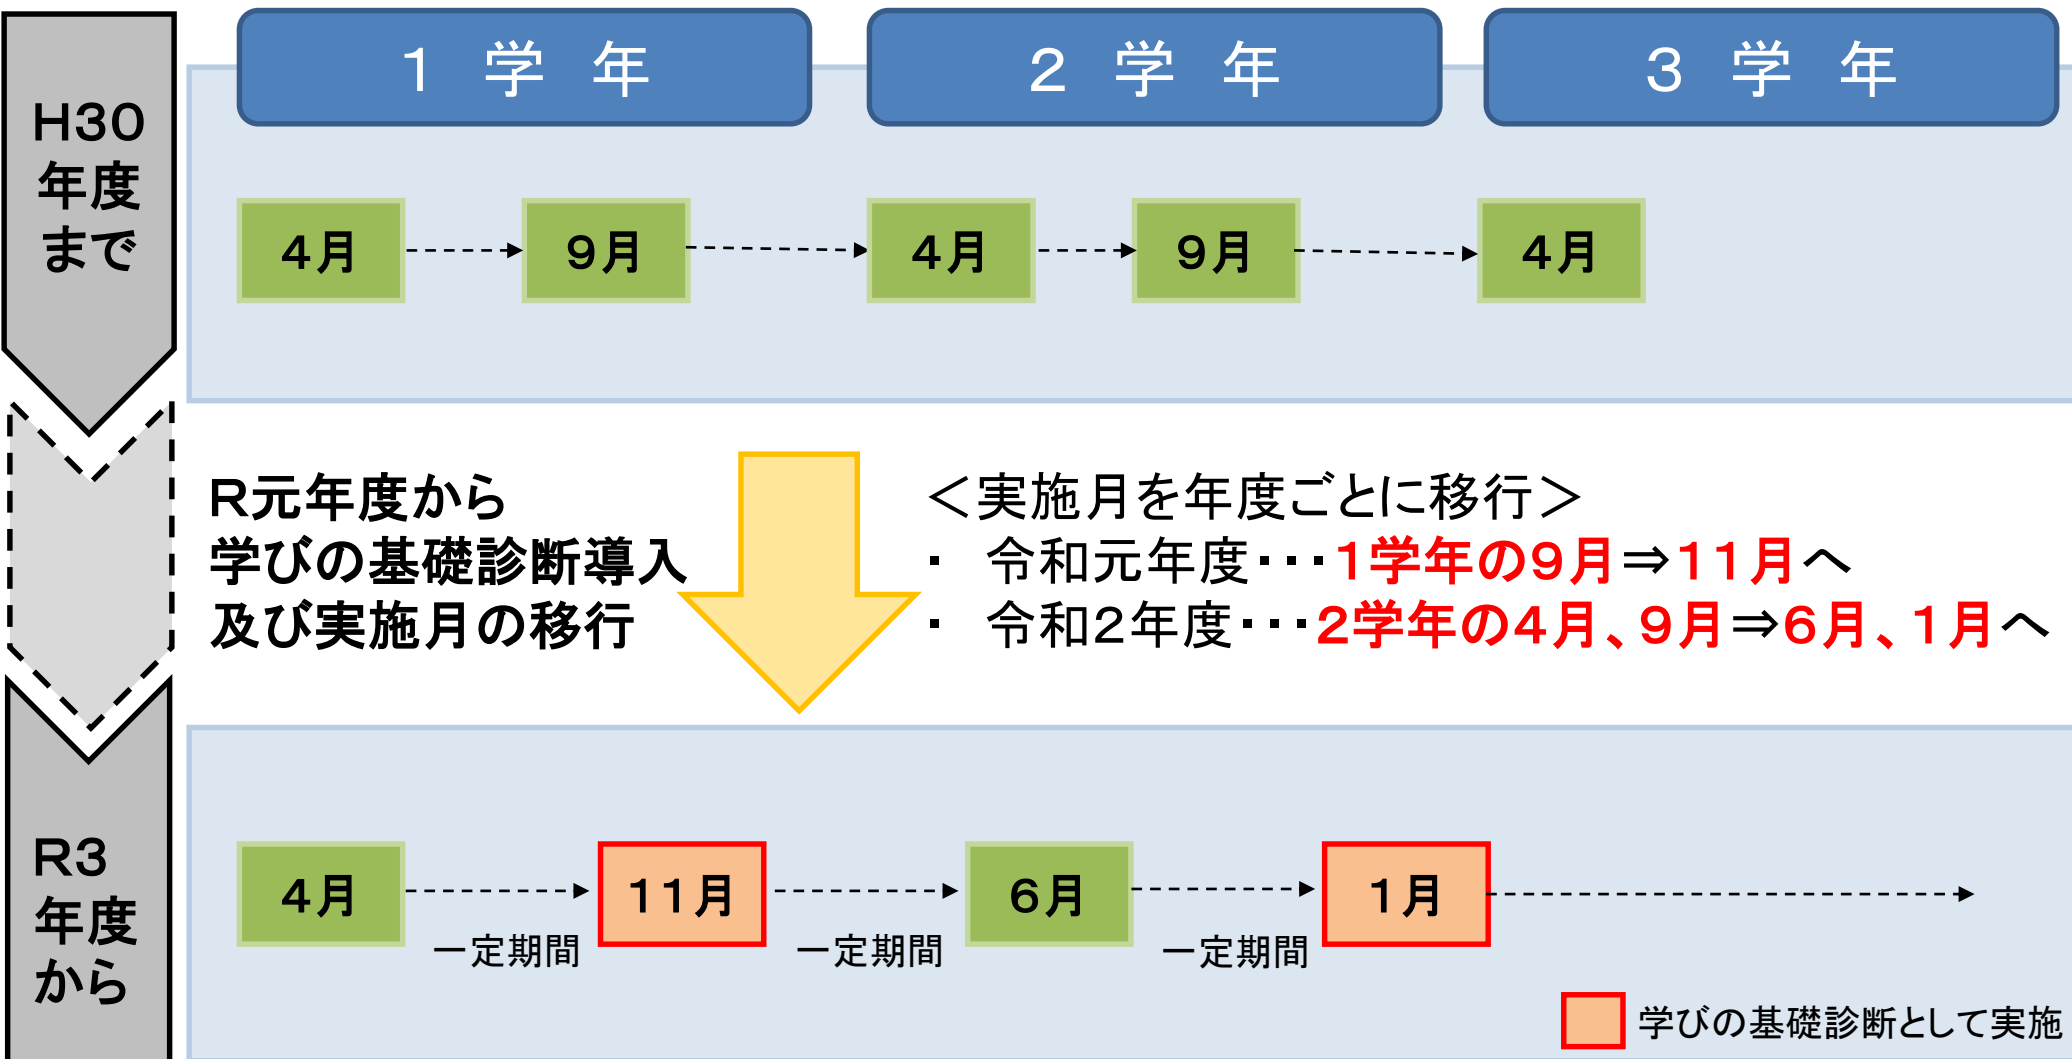 H30
年度
まで
１ 学 年
２ 学 年
３ 学 年
4月
9月
4月
9月
4月
R元年度から
学びの基礎診断導入
及び実施月の移行
＜実施月を年度ごとに移行＞
・ 令和元年度・・・1学年の9月⇒11月へ
・ 令和2年度・・・2学年の4月、9月⇒6月、1月へ
R3
年度
から
4月
11月
6月
1月
一定期間
一定期間
一定期間
学びの基礎診断として実施